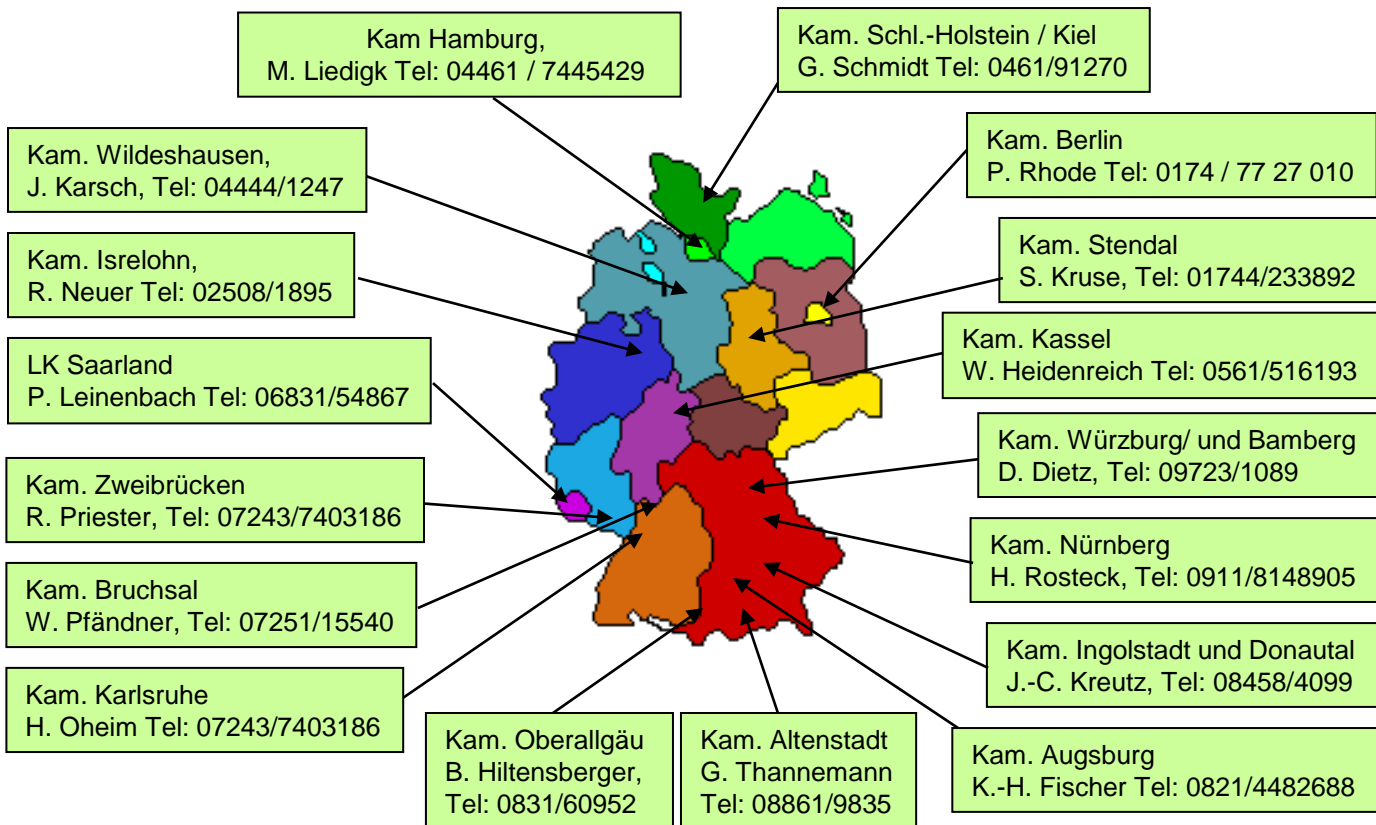 Kam Hamburg,
M. Liedigk Tel: 04461 / 7445429
Kam. Schl.-Holstein / Kiel
G. Schmidt Tel: 0461/91270
Kam. Wildeshausen,
J. Karsch, Tel: 04444/1247
Kam. Berlin
P. Rhode Tel: 0174 / 77 27 010
Kam. Isrelohn,
R. Neuer Tel: 02508/1895
Kam. Stendal
S. Kruse, Tel: 01744/233892
LK Saarland
P. Leinenbach Tel: 06831/54867
Kam. Kassel
W. Heidenreich Tel: 0561/516193
Kam. Zweibrücken
R. Priester, Tel: 07243/7403186
Kam. Würzburg/ und Bamberg
D. Dietz, Tel: 09723/1089
Kam. Bruchsal
W. Pfändner, Tel: 07251/15540
Kam. Nürnberg
H. Rosteck, Tel: 0911/8148905
Kam. Karlsruhe
H. Oheim Tel: 07243/7403186
Kam. Ingolstadt und Donautal
J.-C. Kreutz, Tel: 08458/4099
Kam. Oberallgäu
B. Hiltensberger,
Tel: 0831/60952
Kam. Altenstadt
G. Thannemann
Tel: 08861/9835
Kam. Augsburg
K.-H. Fischer Tel: 0821/4482688